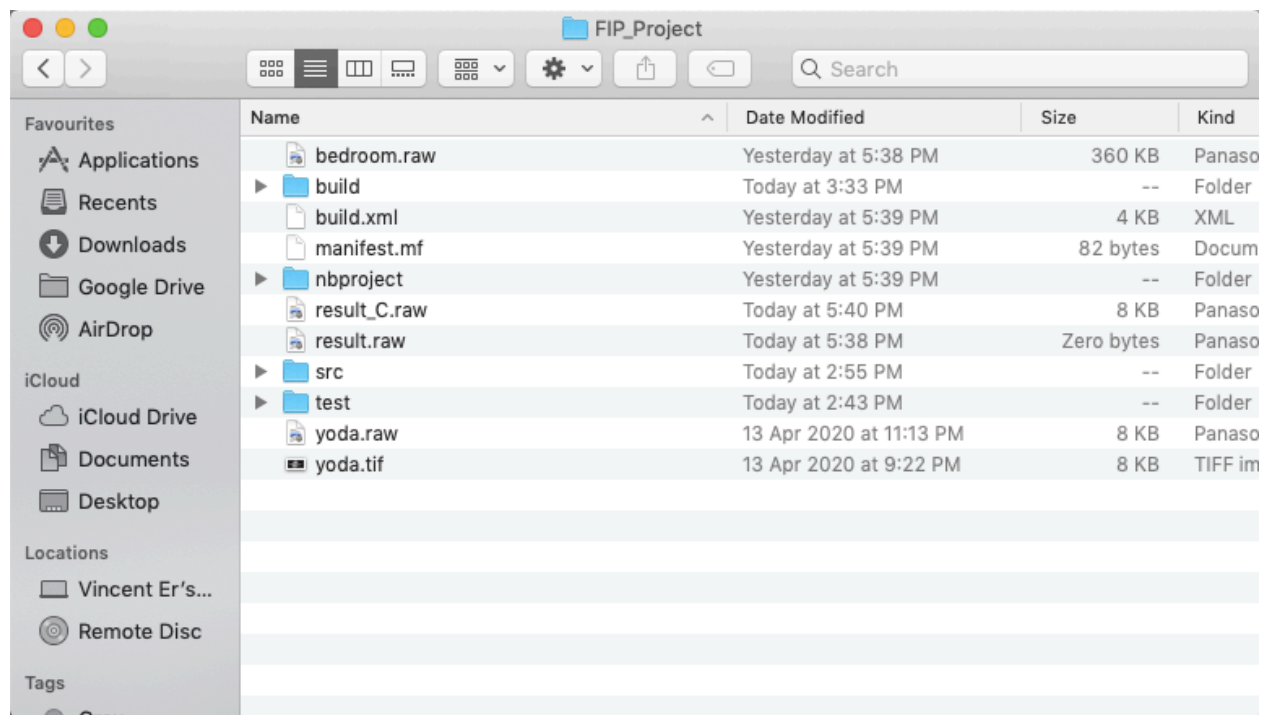 FIP_Project
Search
Favourites
Applications
Recents
Downloads
Google Drive
AirDrop
iCloud
iCloud Drive
Documents
Desktop
Locations
Vincent Er's...
Remote Disc
Tags
Name Date Modified Size Kind
bedroom.raw Yesterday at 5:38 PM 360 KB Panaso
build Today at 3:33 PM -- Folder
build.xml Yesterday at 5:39 PM 4 KB XML
manifest.mf Yesterday at 5:39 PM 82 bytes Docum
nbproject Yesterday at 5:39 PM -- Folder
result_C.raw Today at 5:40 PM 8 KB Panaso
result.raw Today at 5:38 PM Zero bytes Panaso
src Today at 2:55 PM -- Folder
test Today at 2:43 PM -- Folder
yoda.raw 13 Apr 2020 at 11:13 PM 8 KB Panaso
yoda.tif 13 Apr 2020 at 9:22 PM 8 KB TIFF im